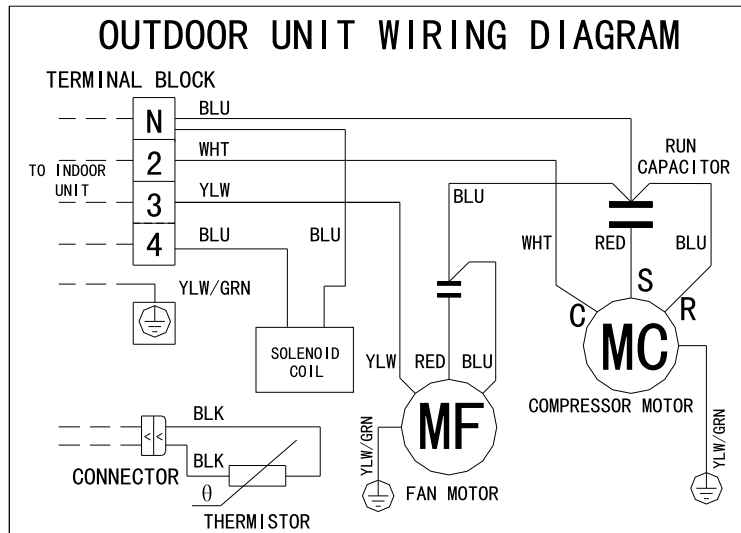 OUTDOOR UNIT WIRING DIAGRAM
TERMINAL BLOCK
N
BLU
2
WHT
RUN
CAPACITOR
TO INDOOR
UNIT
3
YLW
BLU
4
BLU
BLU
WHT
RED
BLU
YLW/GRN
S
C
R
MC
SOLENOID
COIL
YLW
RED
BLU
COMPRESSOR MOTOR
BLK
<<
MF
YLW/GRN
YLW/GRN
BLK
CONNECTOR
θ
FAN MOTOR
THERMISTOR